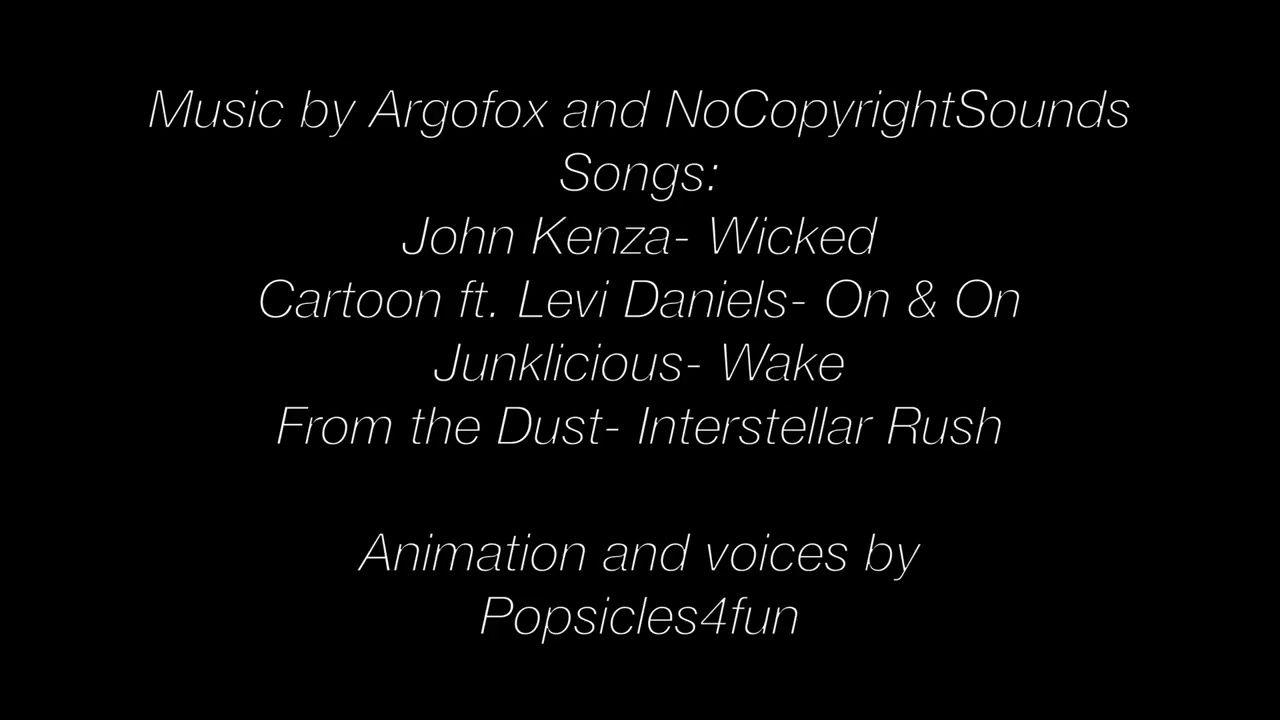 Music by Argofox and NoCopyrightSounds
Songs:
John Kenza- Wicked
Cartoon ft. Levi Daniels- On & On
Junklicious- Wake
From the Dust- Interstellar Rush
Animation and voices by
Popsicles4fun